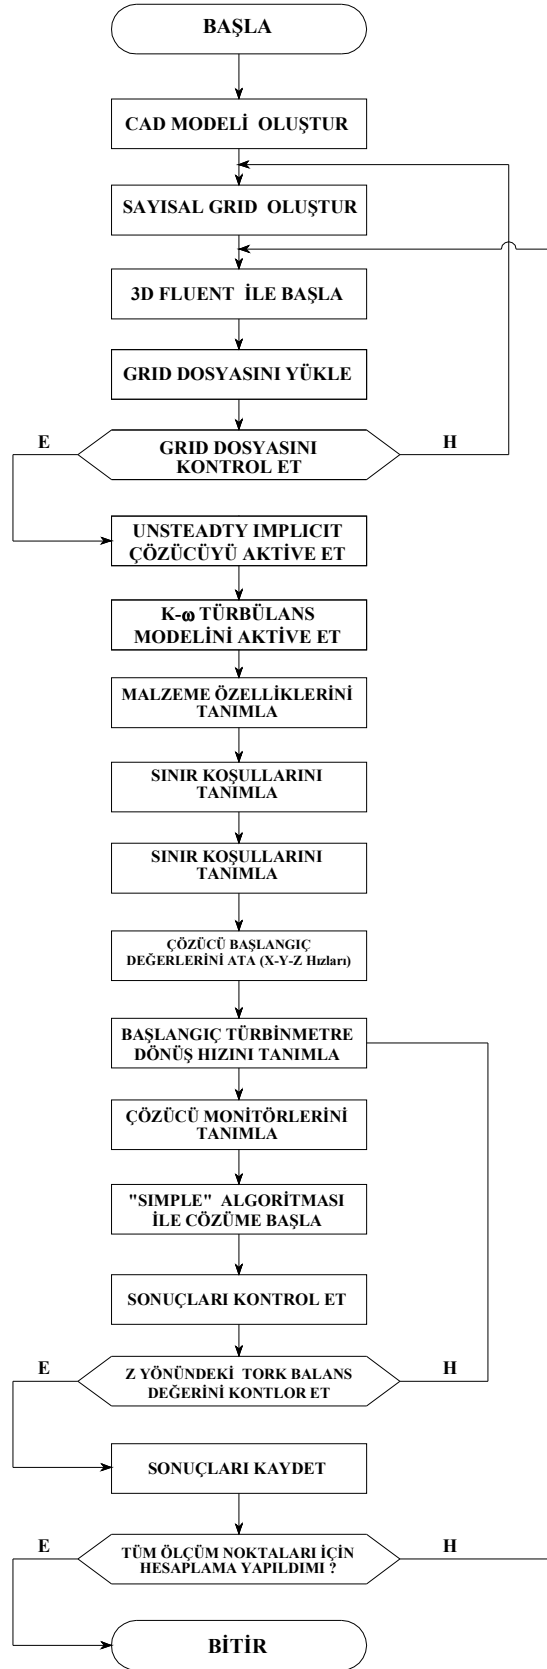 BAŞLA
CAD MODELİ OLUŞTUR
SAYISAL GRID OLUŞTUR
3D FLUENT İLE BAŞLA
GRID DOSYASINI YÜKLE
E
GRID DOSYASINI
KONTROL ET
H
UNSTEADTY IMPLICIT
ÇÖZÜCÜYÜ AKTİVE ET
K-ω TÜRBÜLANS
MODELİNİ AKTİVE ET
MALZEME ÖZELLİKLERİNİ
TANIMLA
SINIR KOŞULLARINI
TANIMLA
SINIR KOŞULLARINI
TANIMLA
ÇÖZÜCÜ BAŞLANGIÇ
DEĞERLERİNİ ATA (X-Y-Z Hızları)
BAŞLANGIÇ TÜRBİNMETRE
DÖNÜŞ HIZINI TANIMLA
ÇÖZÜCÜ MONİTÖRLERİNİ
TANIMLA
"SIMPLE" ALGORİTMASI
İLE CÖZÜME BAŞLA
SONUÇLARI KONTROL ET
E
Z YÖNÜNDEKİ TORK BALANS
DEĞERİNİ KONTLOR ET
H
SONUÇLARI KAYDET
E
TÜM ÖLÇÜM NOKTALARI İÇİN
HESAPLAMA YAPILDIMI ?
H
BİTİR